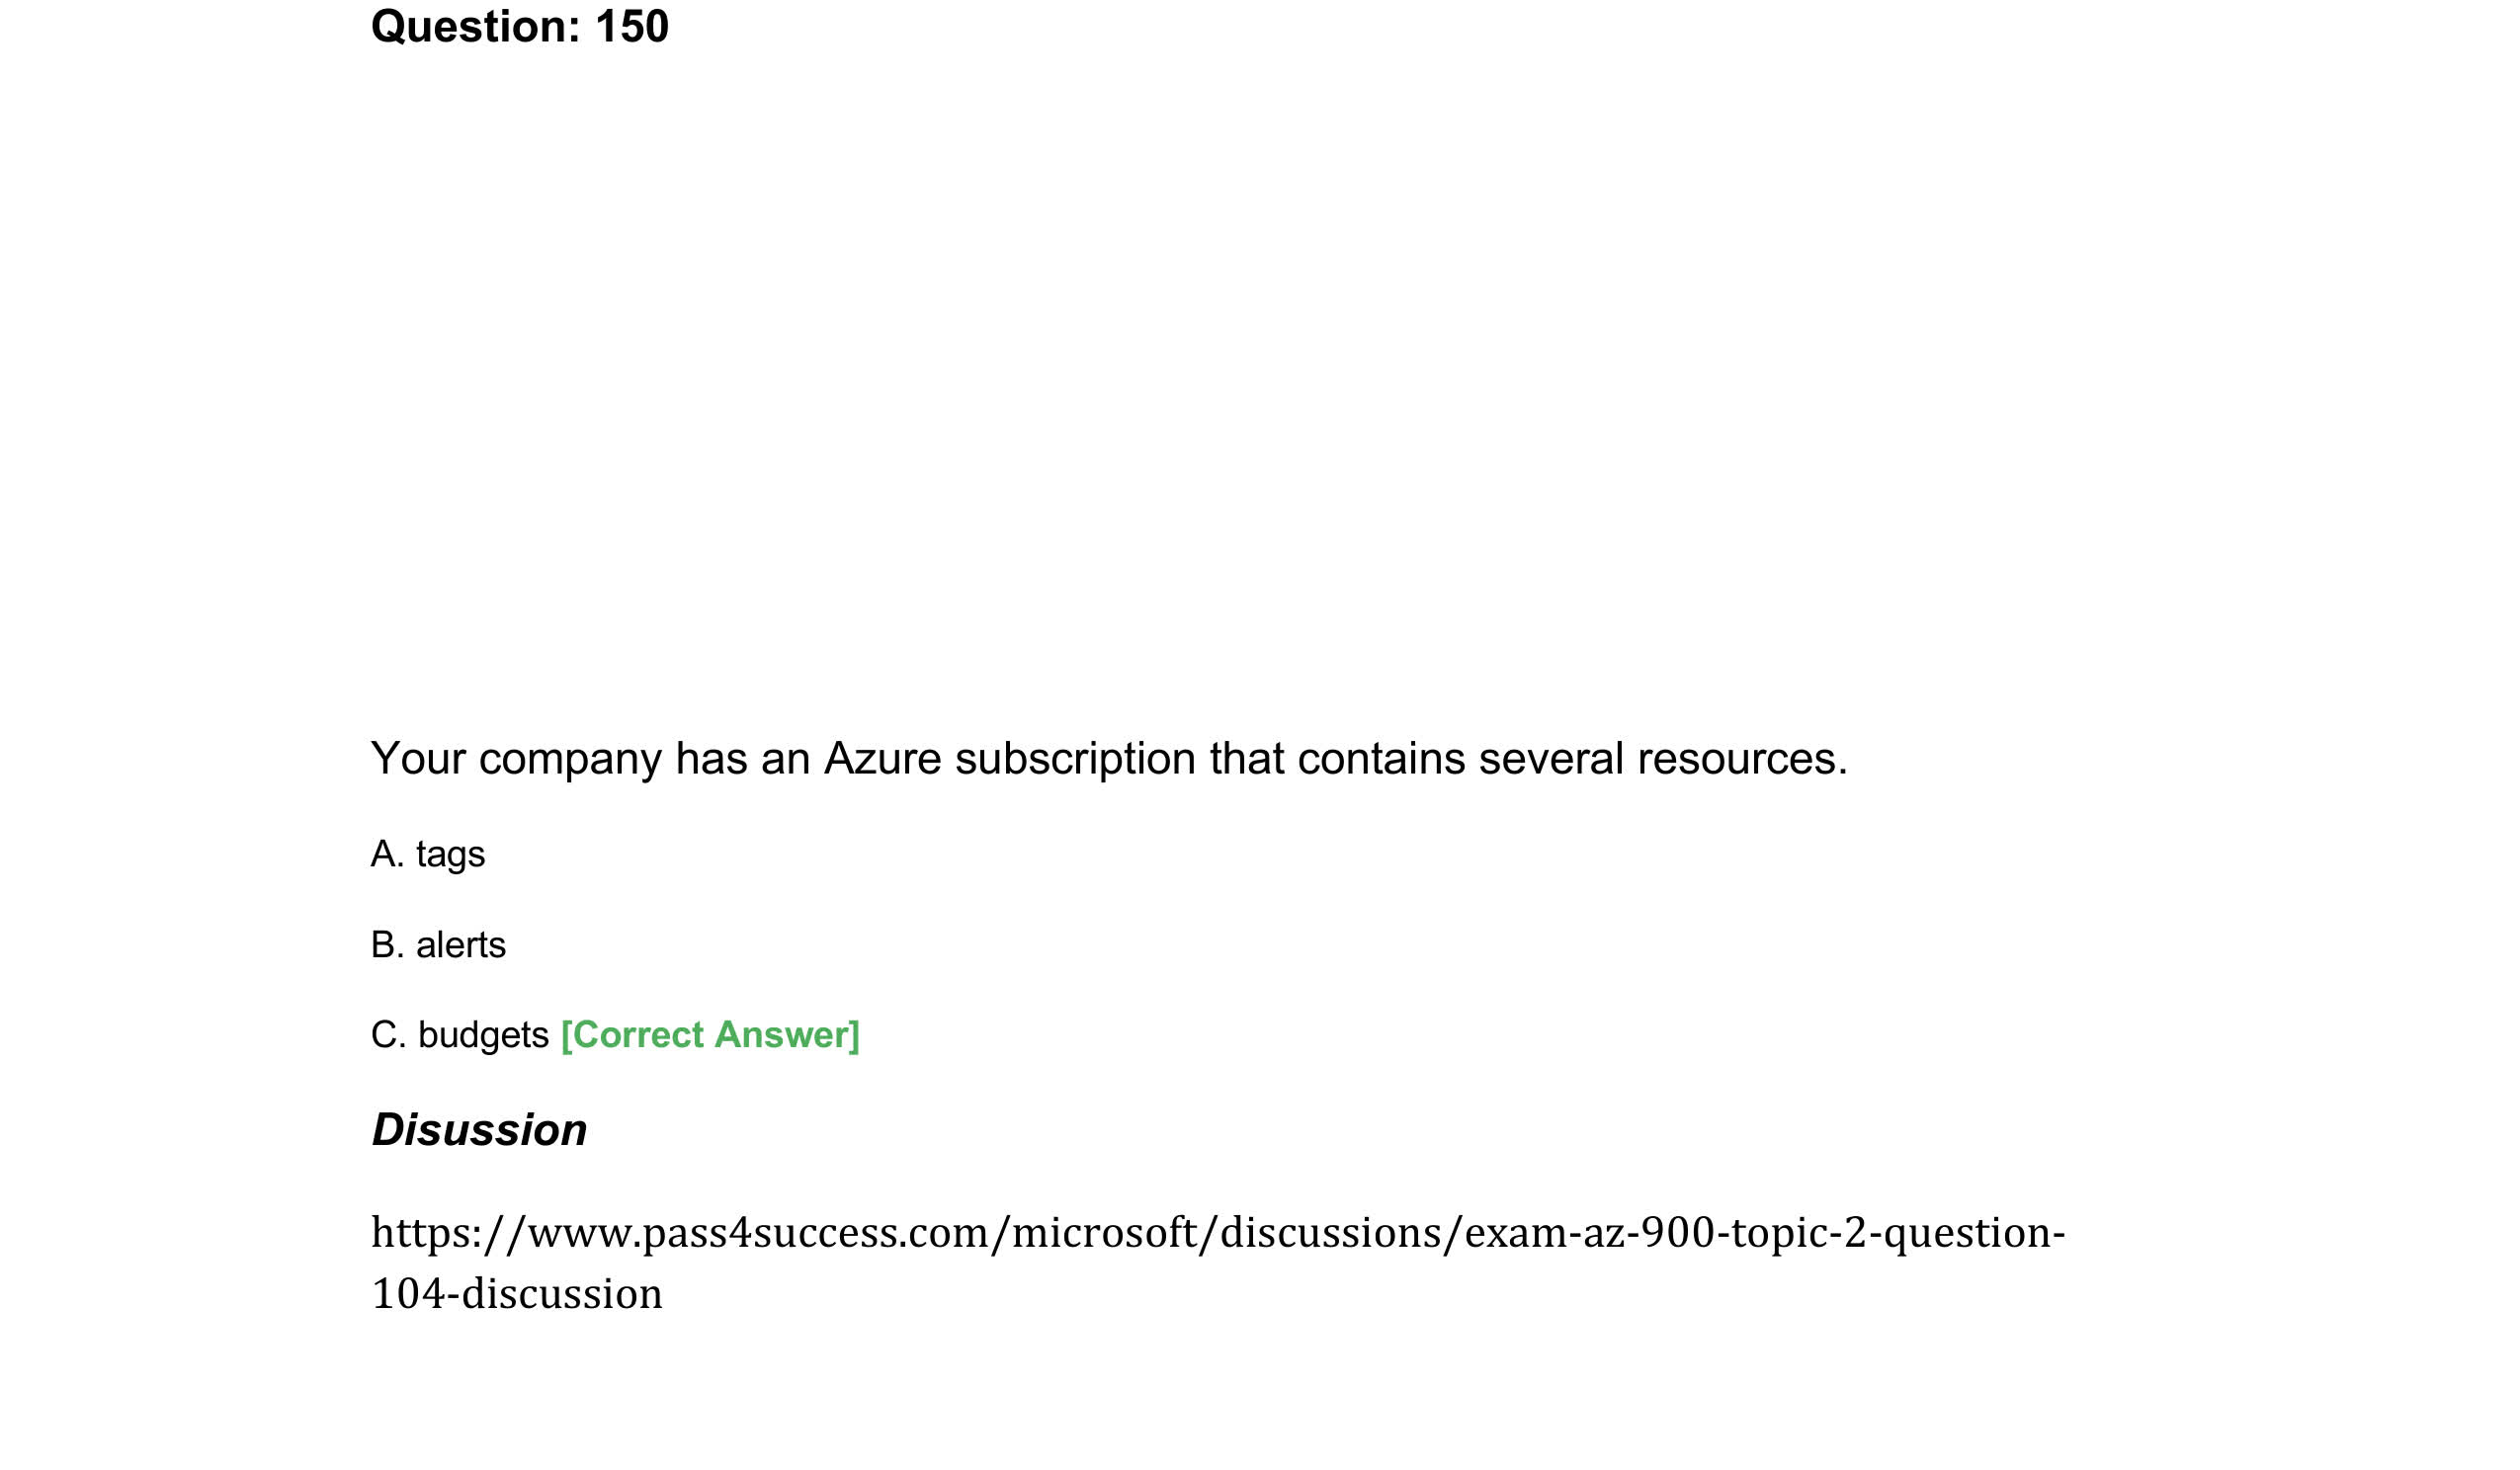 Question: 150
Your company has an Azure subscription that contains several resources.
A. tags
B. alerts
C. budgets [Correct Answer]
Disussion
https://www.pass4success.com/microsoft/discussions/exam-az-900-topic-2-question-
104-discussion